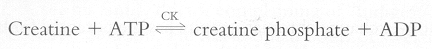 Creatine + ATP ⇌ creatine phosphate + ADP
CK